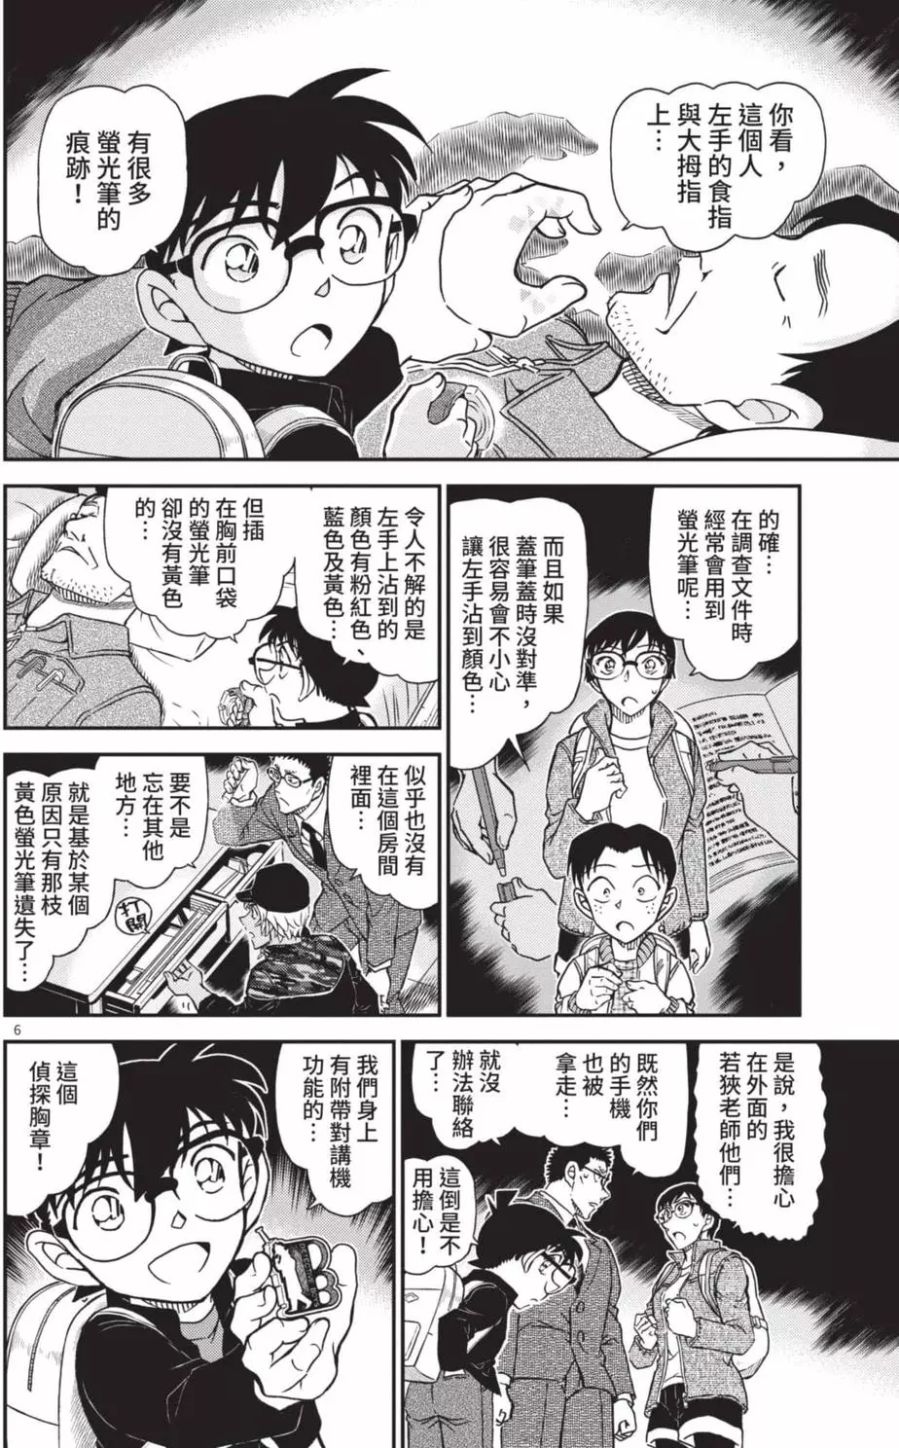 你看，
這個人
左手的食指
與大拇指
上…
有很多
螢光筆的
痕跡！
的確…
在調查文件時
經常會用到
螢光筆呢…
而且如果
蓋筆蓋時沒對準，
很容易會不小心
讓左手沾到顏色…
令人不解的是
左手上沾到的
顏色有粉紅色、
藍色及黃色…
但插
在胸前口袋
的螢光筆
卻沒有黃色
的…
似乎也沒有
在這個房間
裡面…
要不是
忘在其他
地方…
就是基於某個
原因只有那枝
黃色螢光筆遺失了…
打開
6
是說，我很擔心
在外面的
若狹老師他們…
既然你們
的手機
也被
拿走…
就沒
辦法聯絡
了…
這倒是不
用擔心！
我們身上
有附帶對講機
功能的…
這個
偵探胸章！